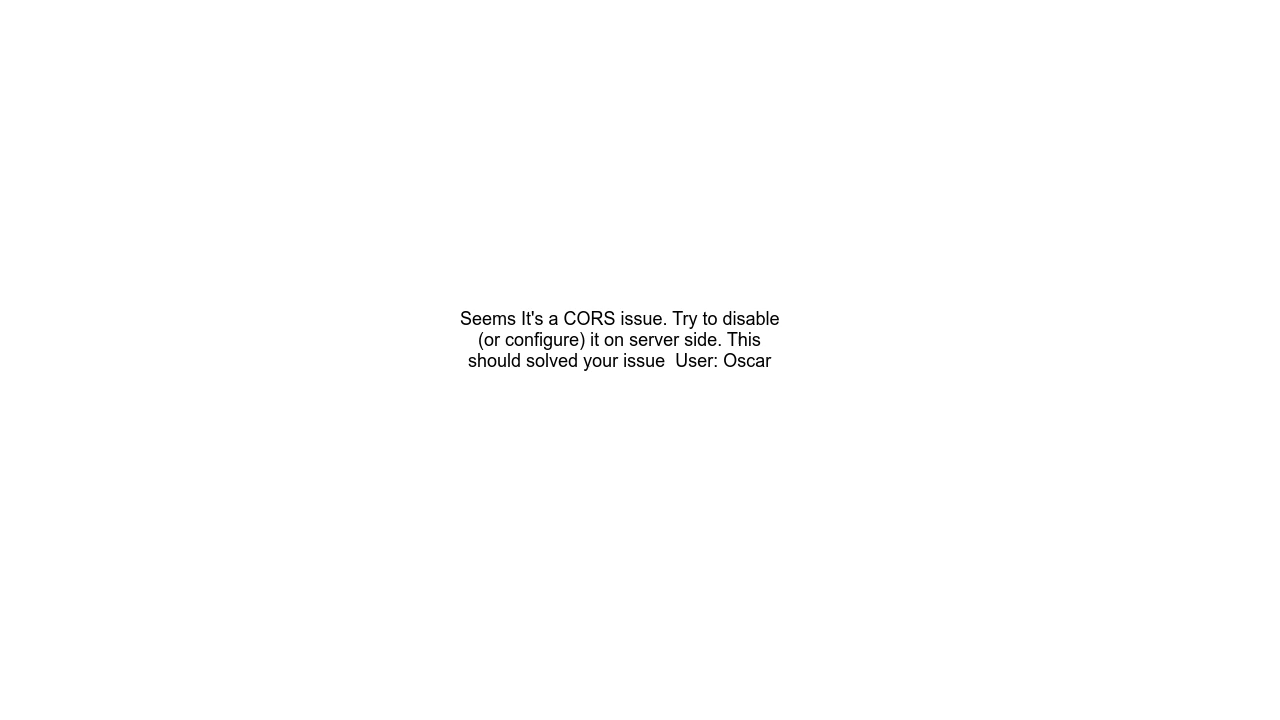 Seems It's a CORS issue. Try to disable
(or configure) it on server side. This
should solved your issue  User: Oscar